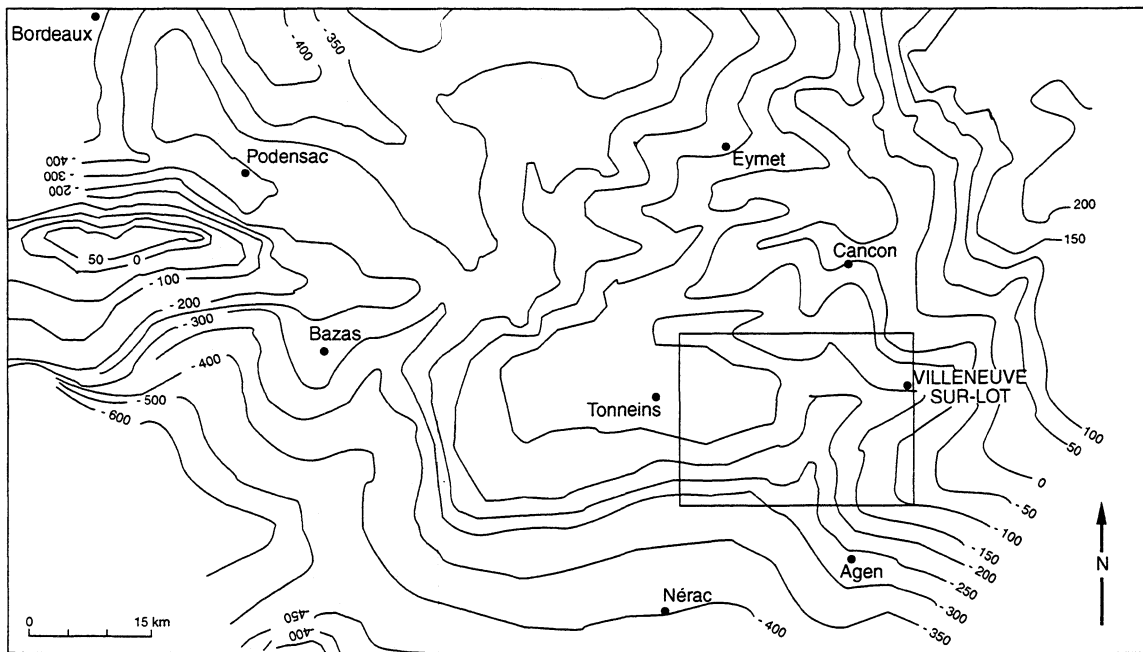 Bordeaux
- 400
- 350
- 400
- 300
- 200
Podensac
Eymet
200
150
Cancon
50
0
- 100
- 200
- 300
Bazas
- 400
- 500
- 600
VILLENEUVE
SUR-LOT
Tonneins
100
50
0
- 50
- 100
- 150
- 200
- 250
- 300
- 350
Agen
N
Nérac
- 400
- 450
- 400
0
15 km